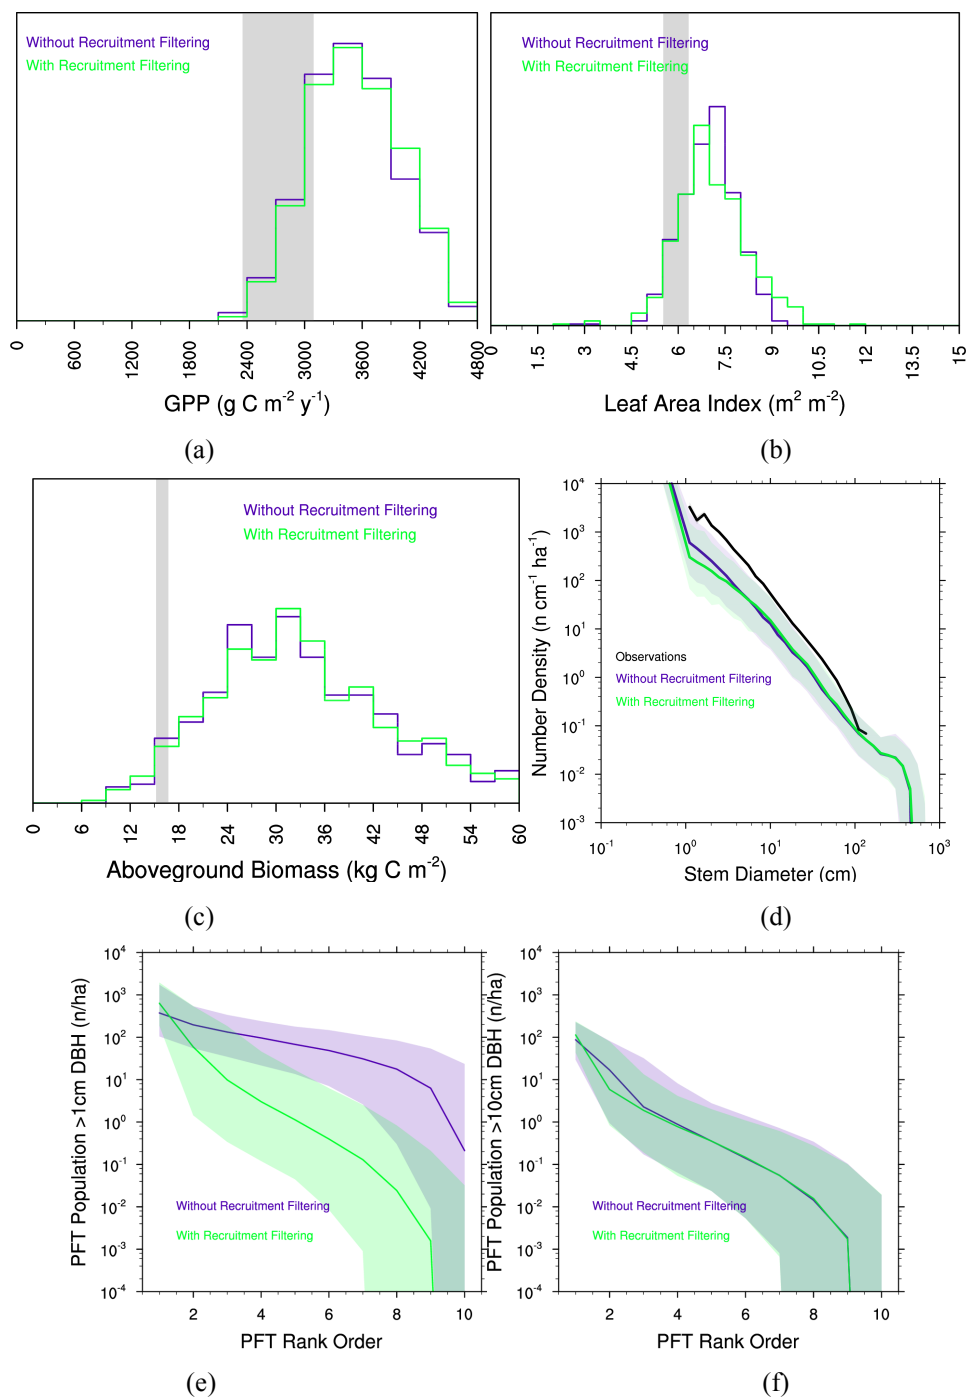 Without Recruitment Filtering
With Recruitment Filtering
0 600 1200 1800 2400 3000 3600 4200 4800
GPP (g C m-2 y-1)
(a)
Without Recruitment Filtering
With Recruitment Filtering
0 1.5 3 4.5 6 7.5 9 10.5 12 13.5 15
Leaf Area Index (m2 m-2)
(b)
Without Recruitment Filtering
With Recruitment Filtering
0 6 12 18 24 30 36 42 48 54 60
Aboveground Biomass (kg C m-2)
(c)
Number Density (n cm-1 ha-1)
104
103
102
101
100
10-1
10-2
10-3
Observations
Without Recruitment Filtering
With Recruitment Filtering
10-1 100 101 102 103
Stem Diameter (cm)
(d)
PFT Population >1cm DBH (n/ha)
104
103
102
101
100
10-1
10-2
10-3
10-4
Without Recruitment Filtering
With Recruitment Filtering
2 4 6 8 10
PFT Rank Order
(e)
PFT Population >10cm DBH (n/ha)
104
103
102
101
100
10-1
10-2
10-3
10-4
Without Recruitment Filtering
With Recruitment Filtering
2 4 6 8 10
PFT Rank Order
(f)